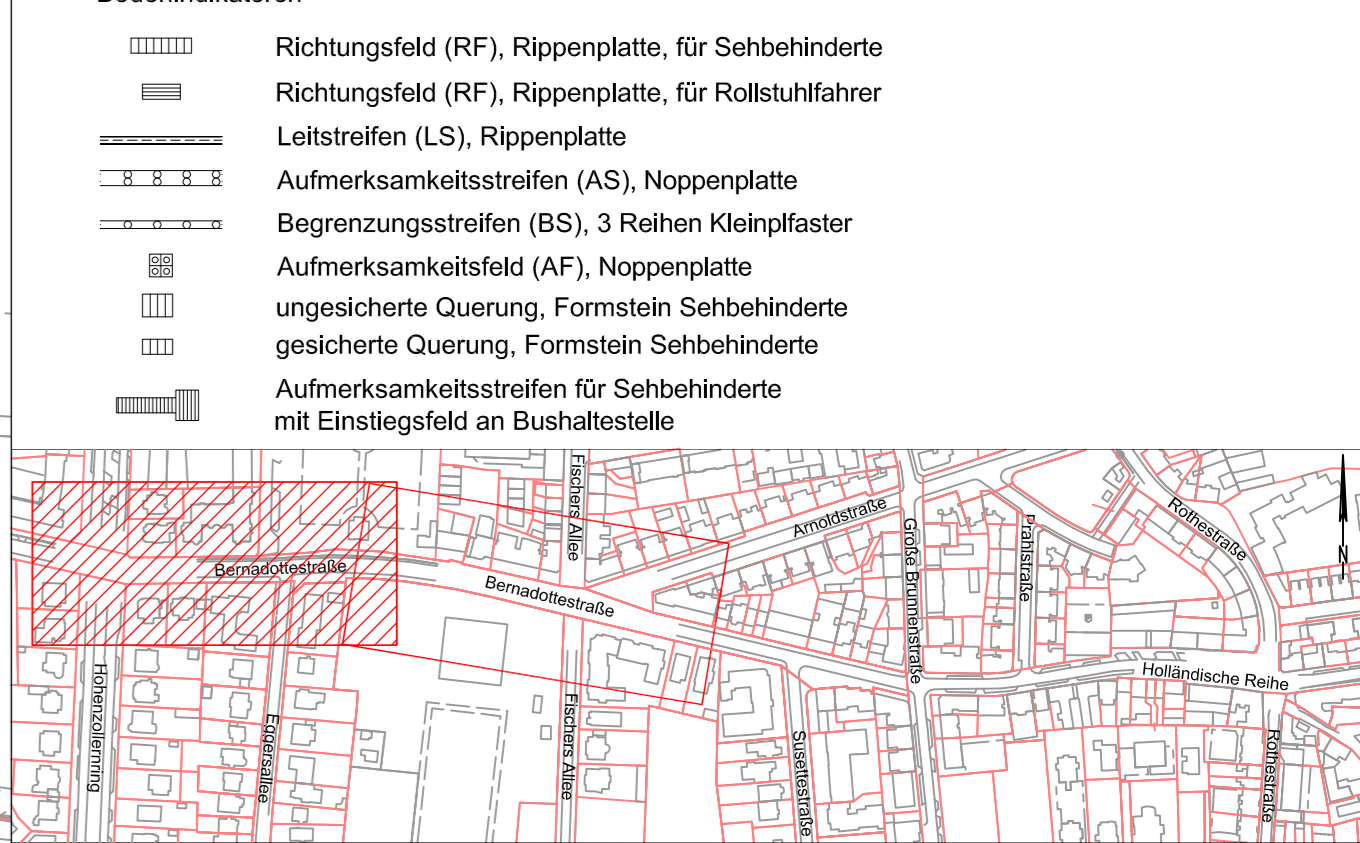 Bodenindikatoren
Richtungsfeld (RF), Rippenplatte, für Sehbehinderte
Richtungsfeld (RF), Rippenplatte, für Rollstuhlfahrer
Leitstreifen (LS), Rippenplatte
Aufmerksamkeitsstreifen (AS), Noppenplatte
Begrenzungsstreifen (BS), 3 Reihen Kleinplfaster
Aufmerksamkeitsfeld (AF), Noppenplatte
ungesicherte Querung, Formstein Sehbehinderte
gesicherte Querung, Formstein Sehbehinderte
Aufmerksamkeitsstreifen für Sehbehinderte
mit Einstiegsfeld an Bushaltestelle
Fischers Allee
Arnoldstraße
Große Brunnenstraße
Prahlstraße
Rothestraße
N
Bernadottestraße
Bernadottestraße
Holländische Reihe
Hohenzollernring
Eggersallee
Fischers Allee
Susettestraße
Rothestraße